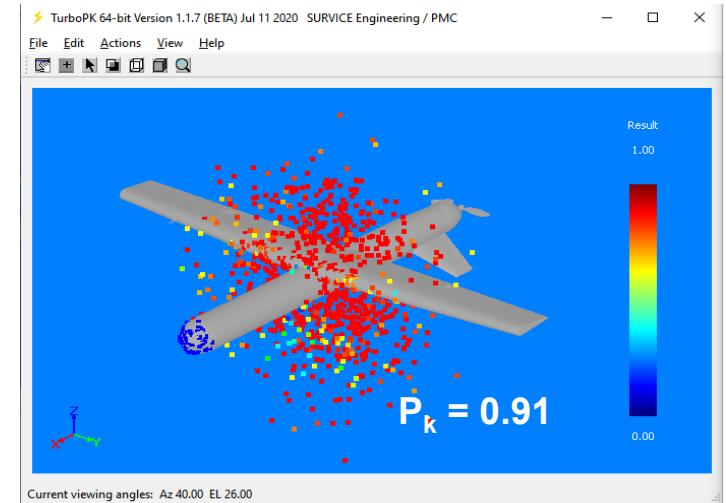 TurboPK 64-bit Version 1.1.7 (BETA) Jul 11 2020 SURVICE Engineering / PMC
File Edit Actions View Help
Result
1.00
Pk = 0.91
0.00
Z
X
Y
Current viewing angles: Az 40.00 EL 26.00